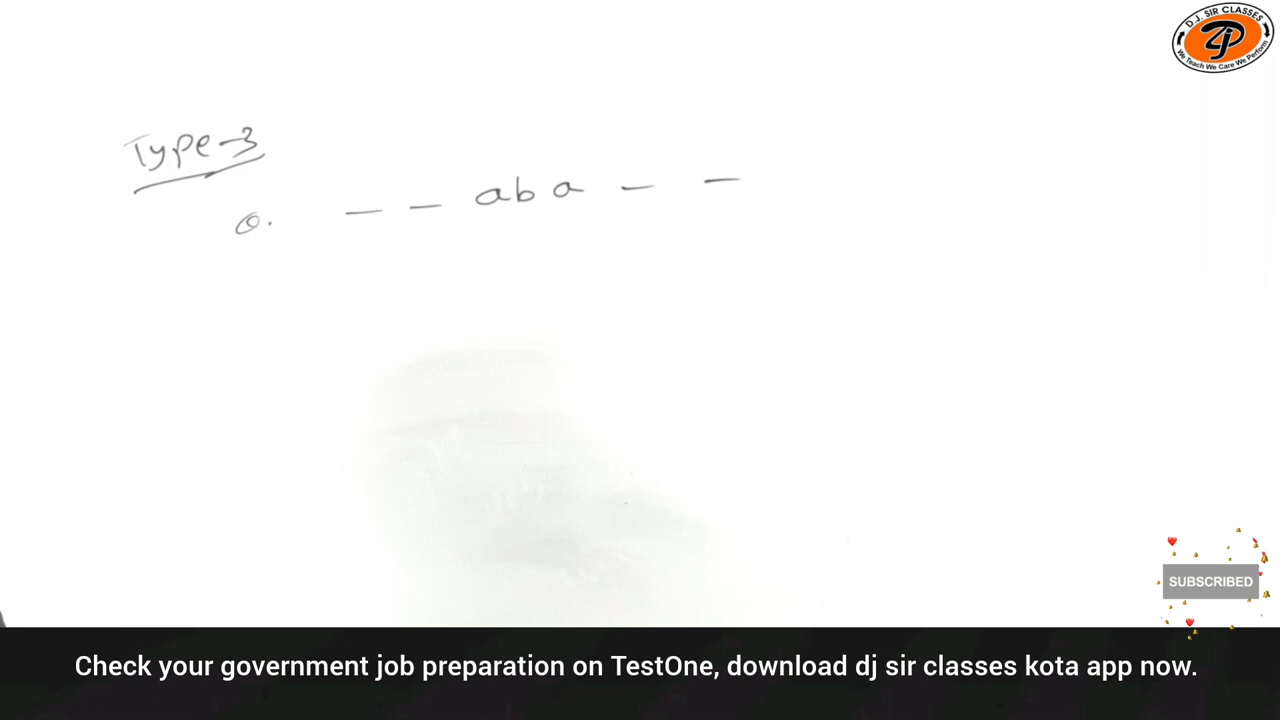 D.J. SIR CLASSES
We Teach We Care We Perform
Type-3
Q. _ _ aba _ _
SUBSCRIBED
Check your government job preparation on TestOne, download dj sir classes kota app now.